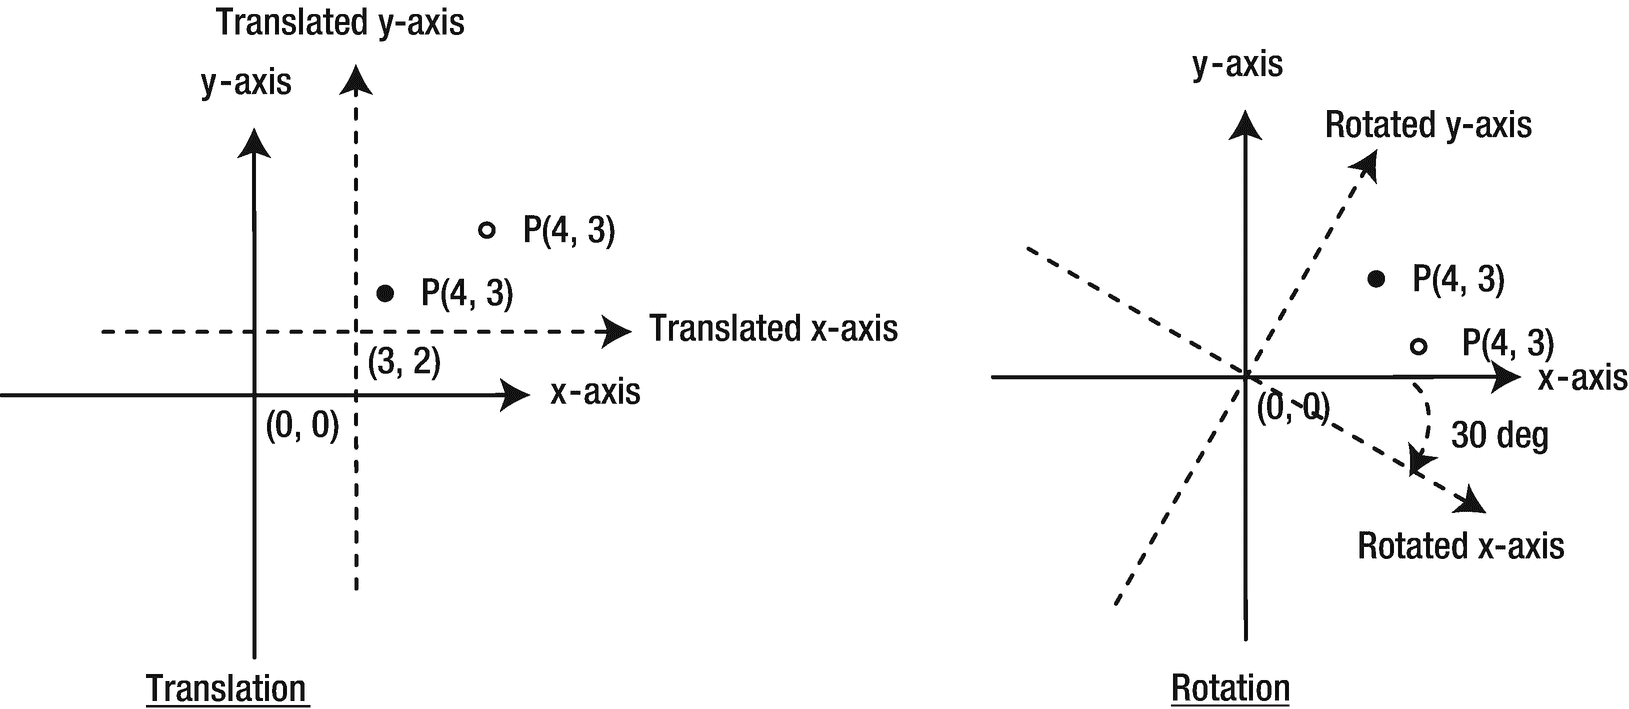 Translated y-axis
y-axis
P(4, 3)
P(4, 3)
Translated x-axis
(3, 2)
x-axis
(0, 0)
Translation
y-axis
Rotated y-axis
P(4, 3)
P(4, 3)
x-axis
(0, 0)
30 deg
Rotated x-axis
Rotation